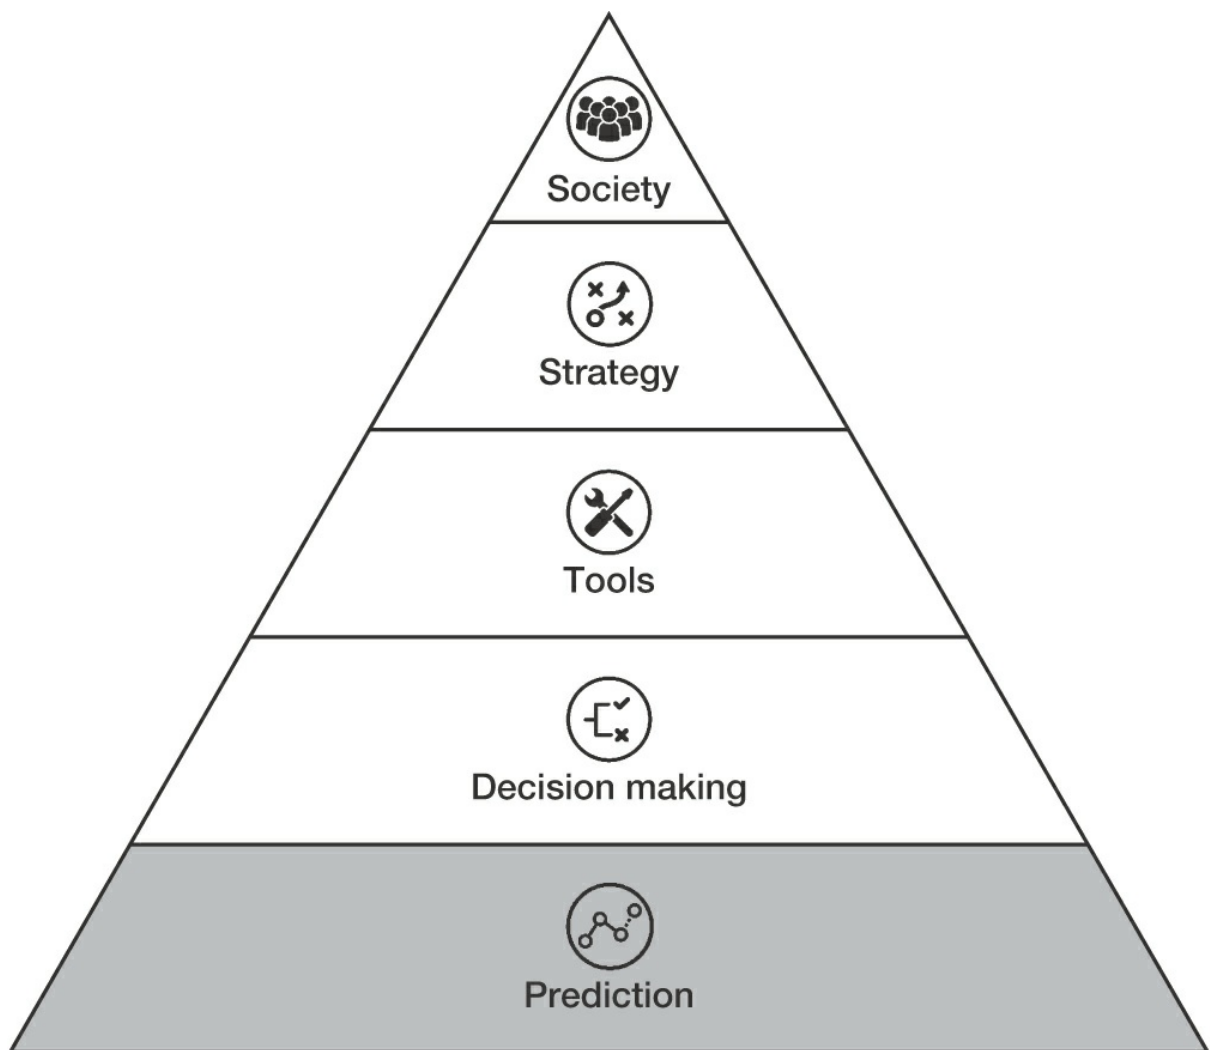 Society
Strategy
Tools
Decision making
Prediction